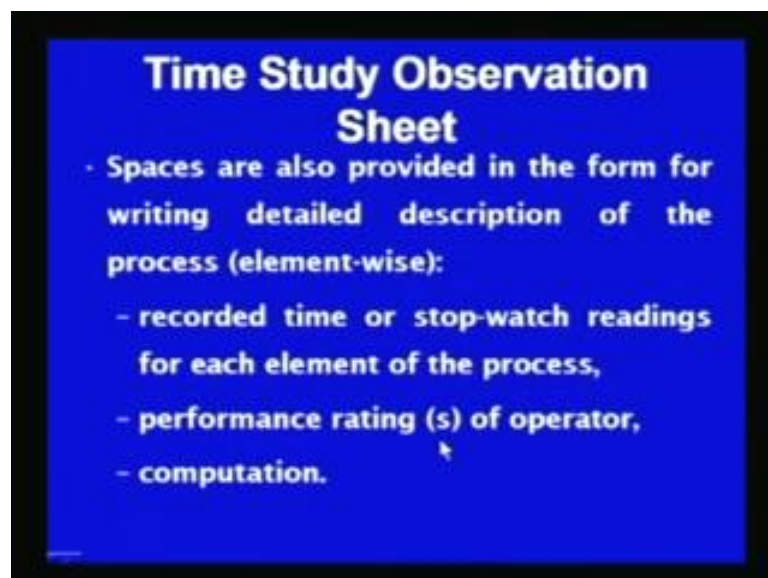 Time Study Observation
Sheet
· Spaces are also provided in the form for
writing detailed description of the
process (element-wise):
– recorded time or stop-watch readings
for each element of the process,
– performance rating (s) of operator,
– computation.